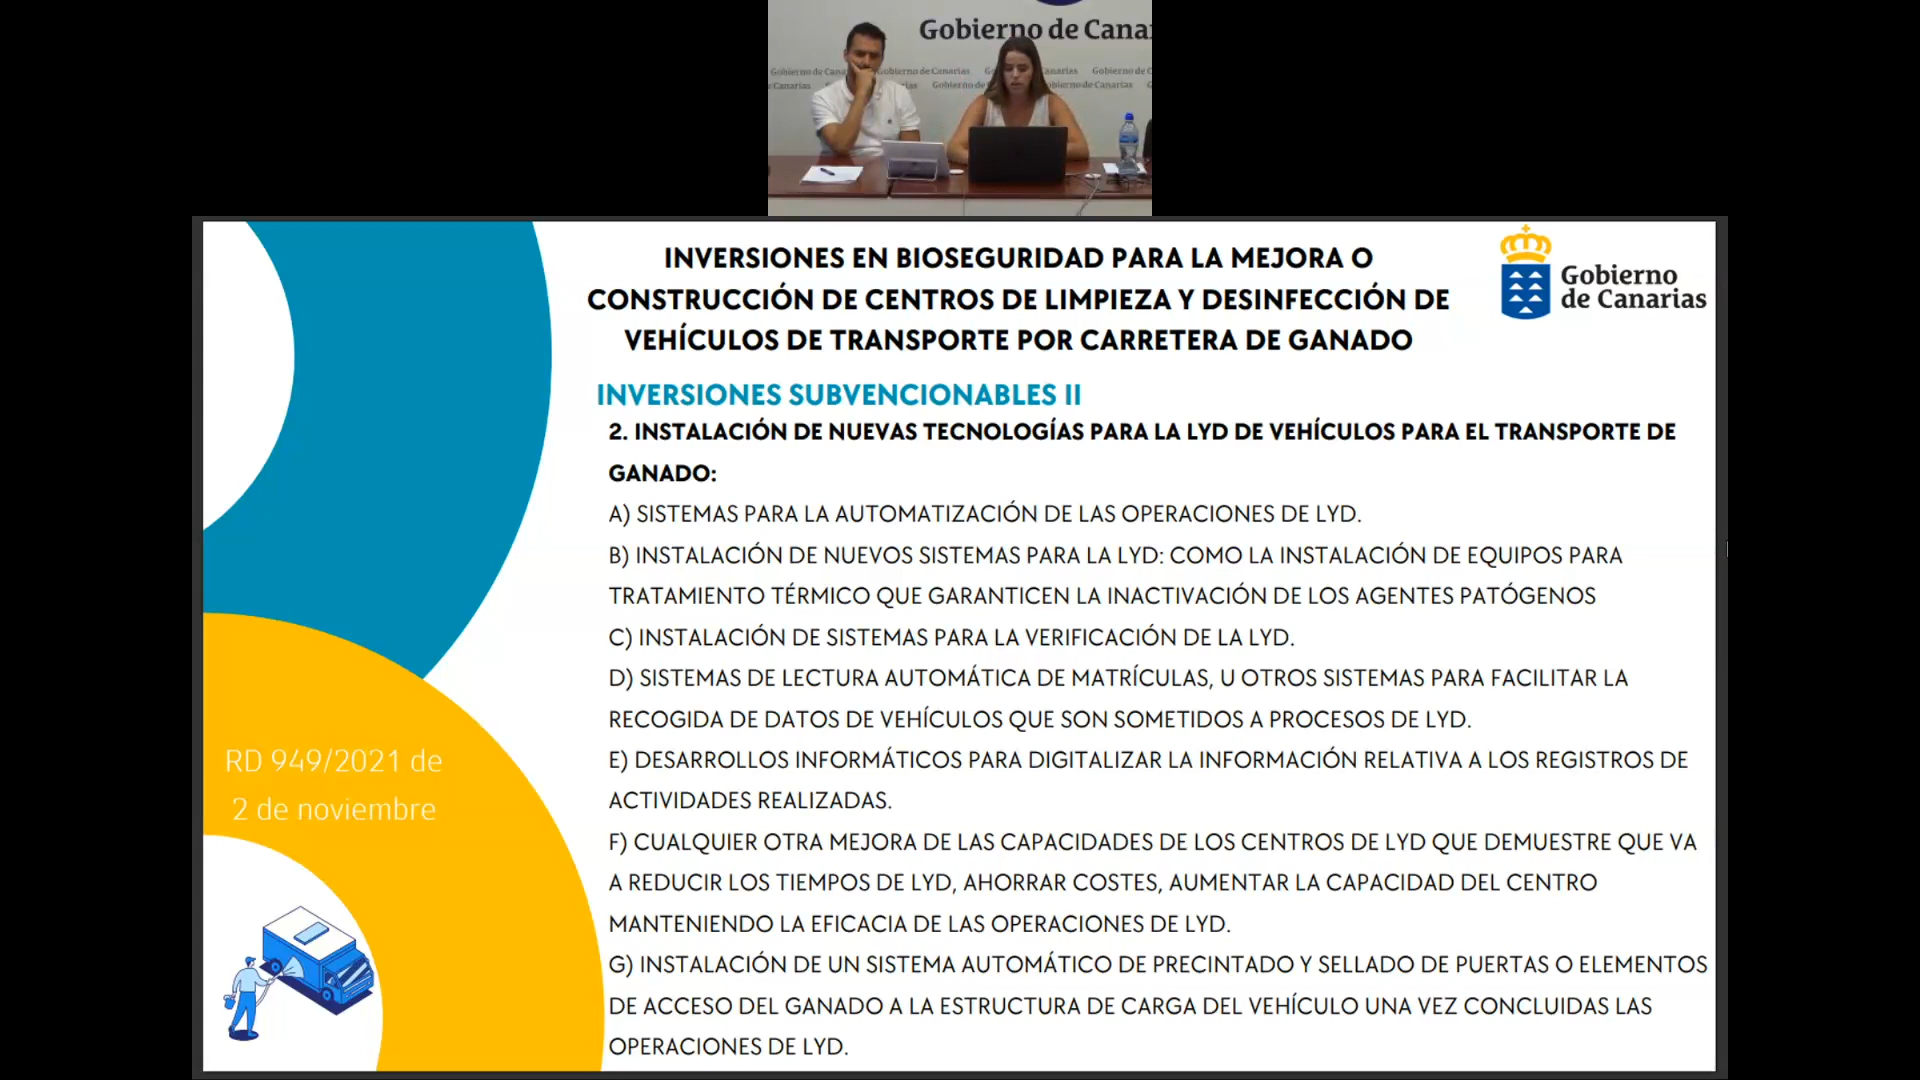 Gobierno de Cana
Gobierno de Canarias
Gobierno de Canarias
INVERSIONES EN BIOSEGURIDAD PARA LA MEJORA O
CONSTRUCCIÓN DE CENTROS DE LIMPIEZA Y DESINFECCIÓN DE
VEHÍCULOS DE TRANSPORTE POR CARRETERA DE GANADO
Gobierno
de Canarias
INVERSIONES SUBVENCIONABLES II
2. INSTALACIÓN DE NUEVAS TECNOLOGÍAS PARA LA LYD DE VEHÍCULOS PARA EL TRANSPORTE DE
GANADO:
A) SISTEMAS PARA LA AUTOMATIZACIÓN DE LAS OPERACIONES DE LYD.
B) INSTALACIÓN DE NUEVOS SISTEMAS PARA LA LYD: COMO LA INSTALACIÓN DE EQUIPOS PARA
TRATAMIENTO TÉRMICO QUE GARANTICEN LA INACTIVACIÓN DE LOS AGENTES PATÓGENOS
C) INSTALACIÓN DE SISTEMAS PARA LA VERIFICACIÓN DE LA LYD.
D) SISTEMAS DE LECTURA AUTOMÁTICA DE MATRÍCULAS, U OTROS SISTEMAS PARA FACILITAR LA
RECOGIDA DE DATOS DE VEHÍCULOS QUE SON SOMETIDOS A PROCESOS DE LYD.
E) DESARROLLOS INFORMÁTICOS PARA DIGITALIZAR LA INFORMACIÓN RELATIVA A LOS REGISTROS DE
ACTIVIDADES REALIZADAS.
F) CUALQUIER OTRA MEJORA DE LAS CAPACIDADES DE LOS CENTROS DE LYD QUE DEMUESTRE QUE VA
A REDUCIR LOS TIEMPOS DE LYD, AHORRAR COSTES, AUMENTAR LA CAPACIDAD DEL CENTRO
MANTENIENDO LA EFICACIA DE LAS OPERACIONES DE LYD.
G) INSTALACIÓN DE UN SISTEMA AUTOMÁTICO DE PRECINTADO Y SELLADO DE PUERTAS O ELEMENTOS
DE ACCESO DEL GANADO A LA ESTRUCTURA DE CARGA DEL VEHÍCULO UNA VEZ CONCLUIDAS LAS
OPERACIONES DE LYD.
RD 949/2021 de
2 de noviembre